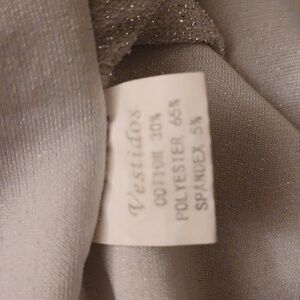 Vestidos
COTTON 30%
POLYESTER 65%
SPANDEX 5%